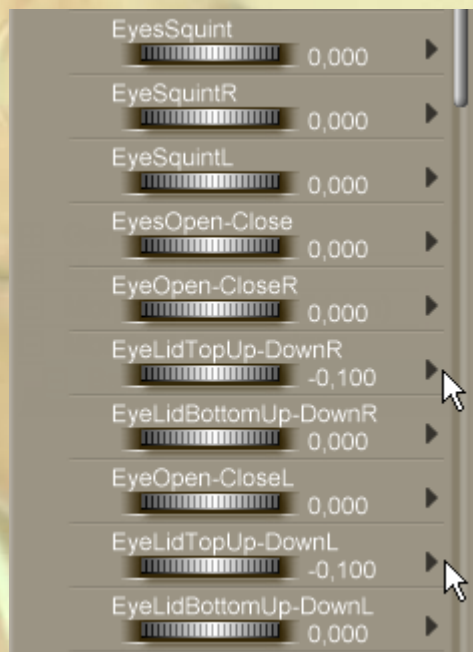 EyesSquint
0,000
EyeSquintR
0,000
EyeSquintL
0,000
EyesOpen-Close
0,000
EyeOpen-CloseR
0,000
EyeLidTopUp-DownR
-0,100
EyeLidBottomUp-DownR
0,000
EyeOpen-CloseL
0,000
EyeLidTopUp-DownL
-0,100
EyeLidBottomUp-DownL
0,000